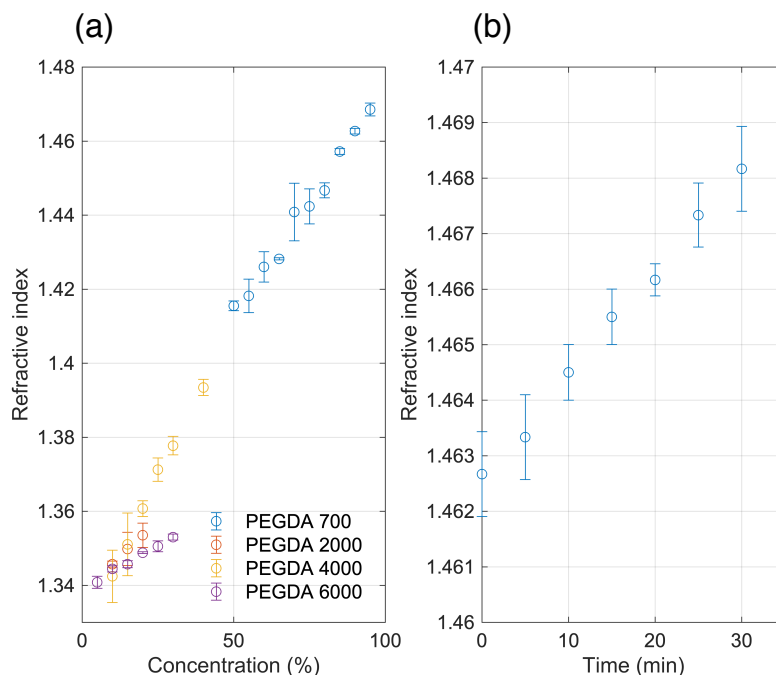 (a)
(b)
1.48
1.46
1.44
1.42
1.4
1.38
1.36
1.34
Refractive index
0
50
100
Concentration (%)
PEGDA 700
PEGDA 2000
PEGDA 4000
PEGDA 6000
1.47
1.469
1.468
1.467
1.466
1.465
1.464
1.463
1.462
1.461
1.46
Refractive index
0
10
20
30
Time (min)